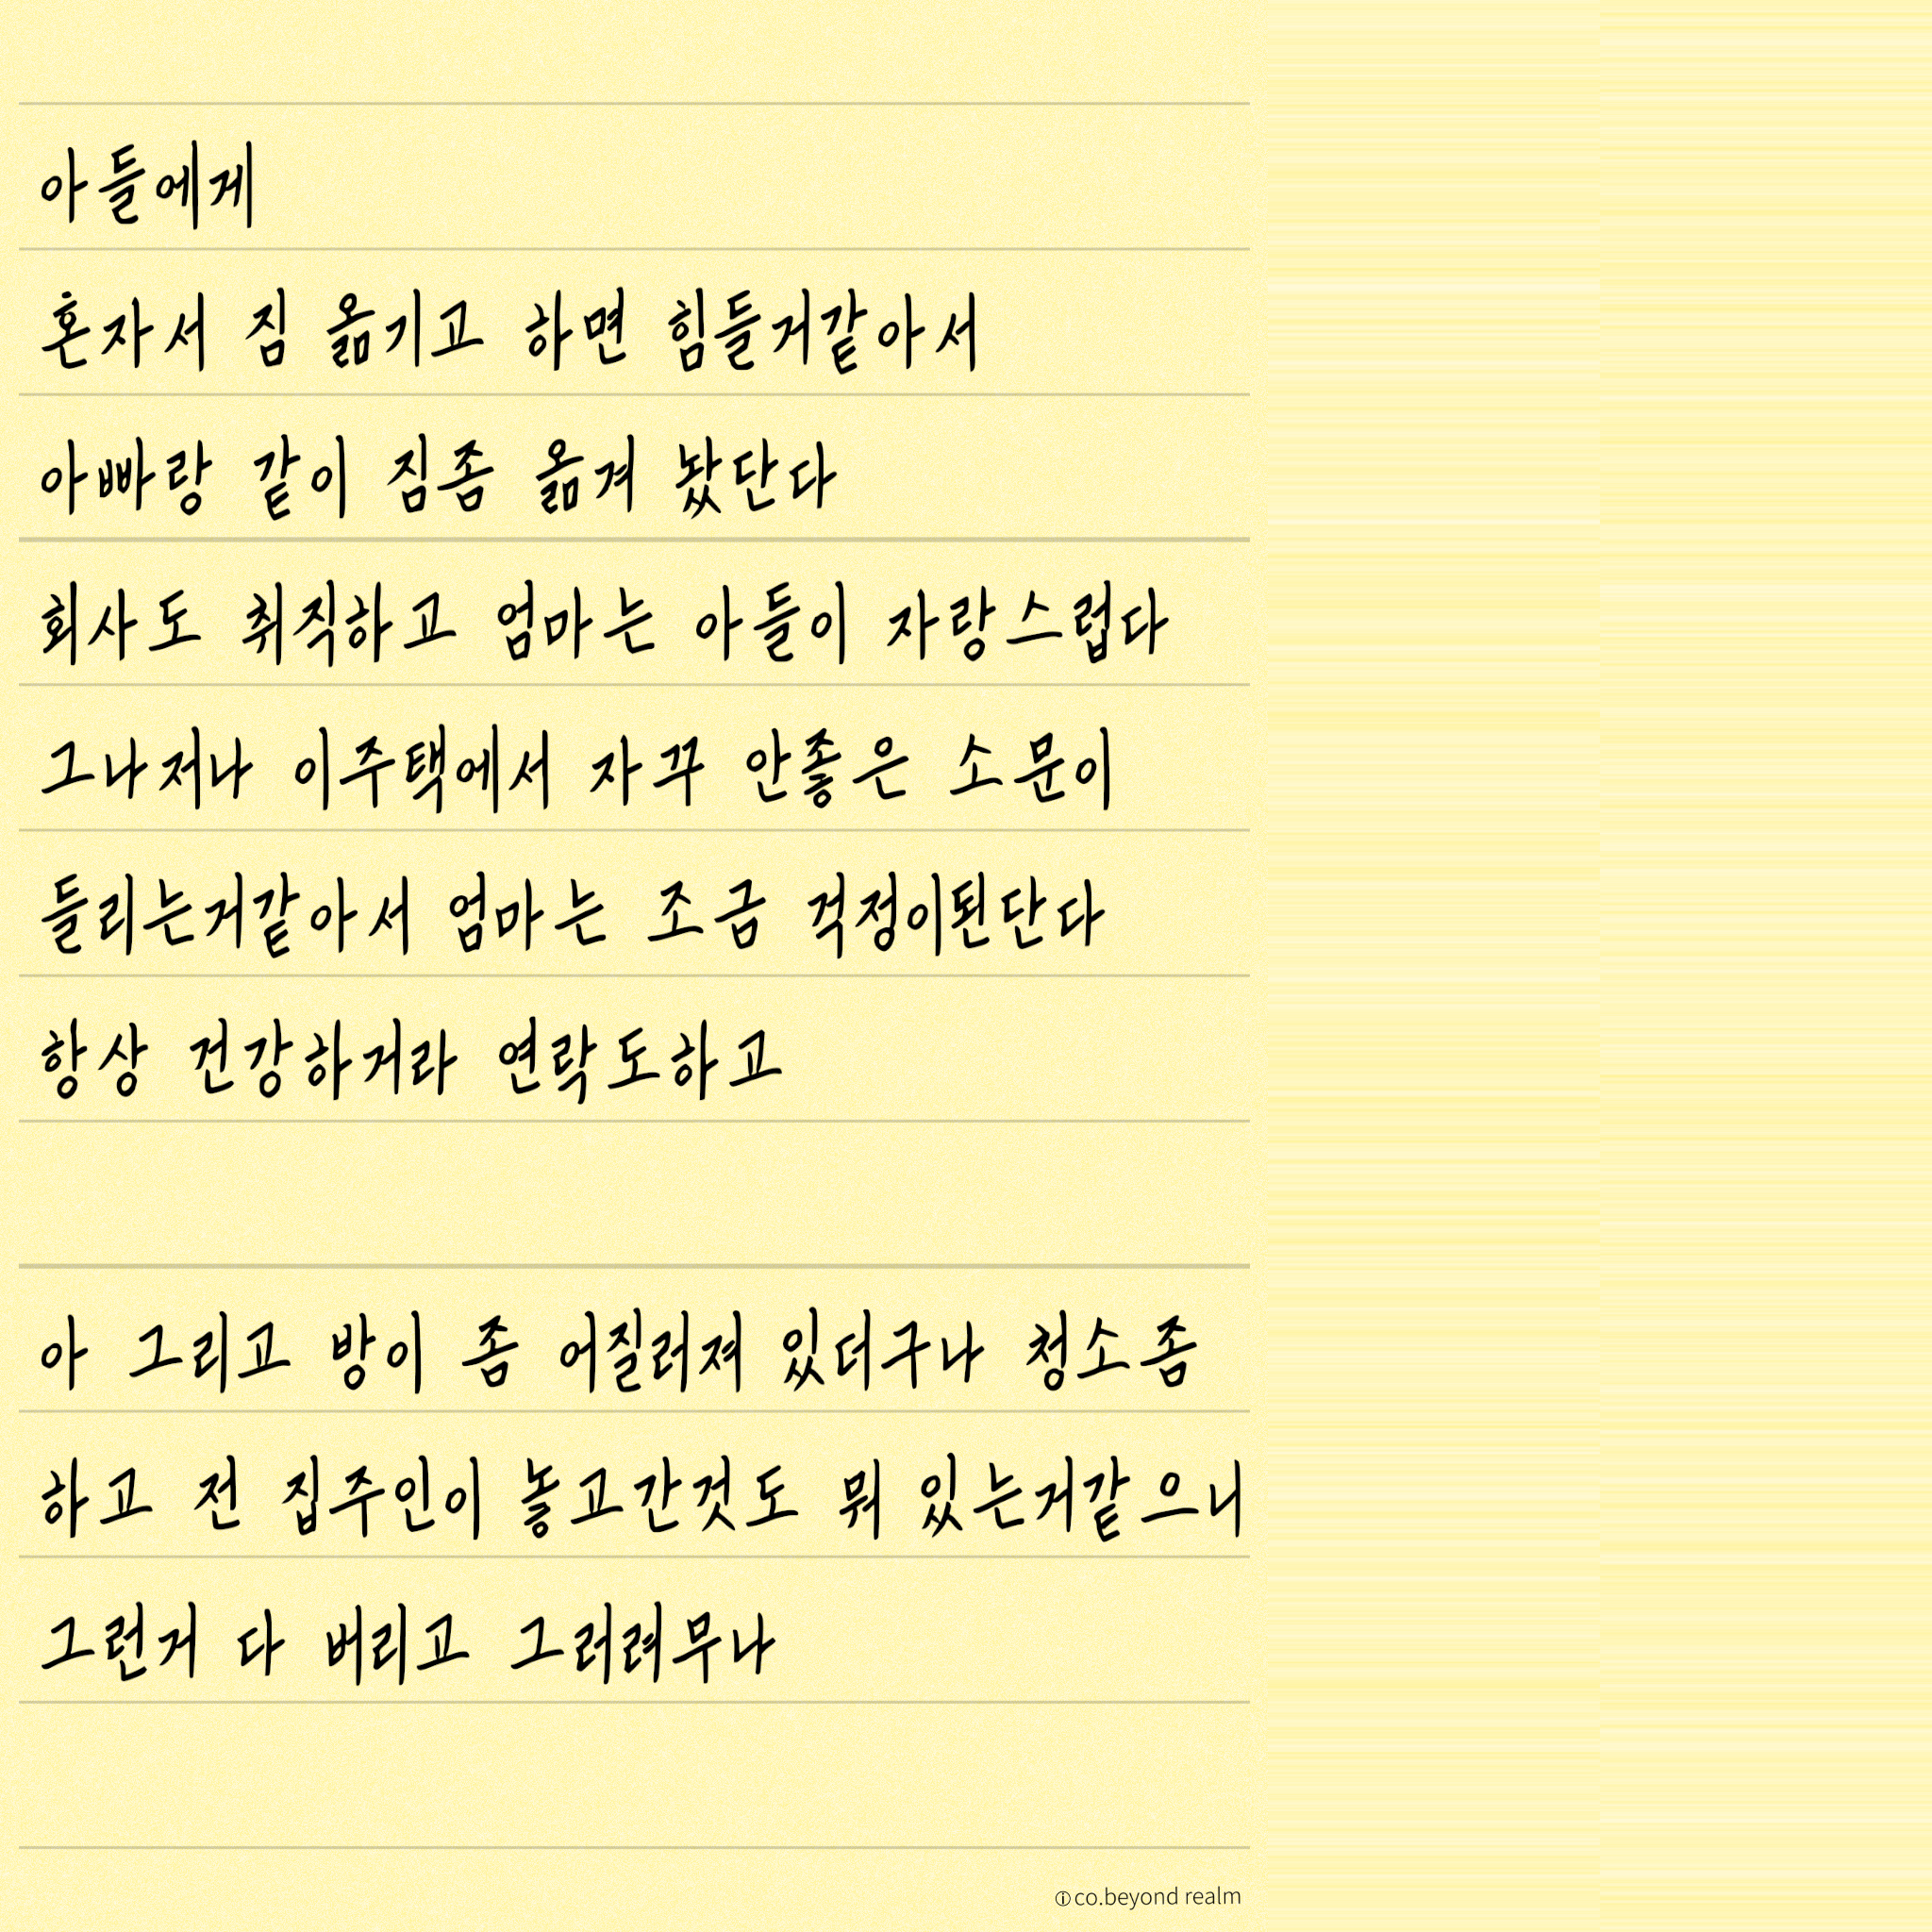 아들에게
혼자서 짐 옮기고 하면 힘들거같아서
아빠랑 같이 짐좀 옮겨 놨단다
회사도 취직하고 엄마는 아들이 자랑스럽다
그나저나 이주택에서 자꾸 안좋은 소문이
들리는거같아서 엄마는 조금 걱정이된단다
항상 건강하거라 연락도하고
아 그리고 방이 좀 어질러져 있더구나 청소좀
하고 전 집주인이 놓고간것도 뭐 있는거같으니
그런거 다 버리고 그러려무나
ⓘco.beyond realm